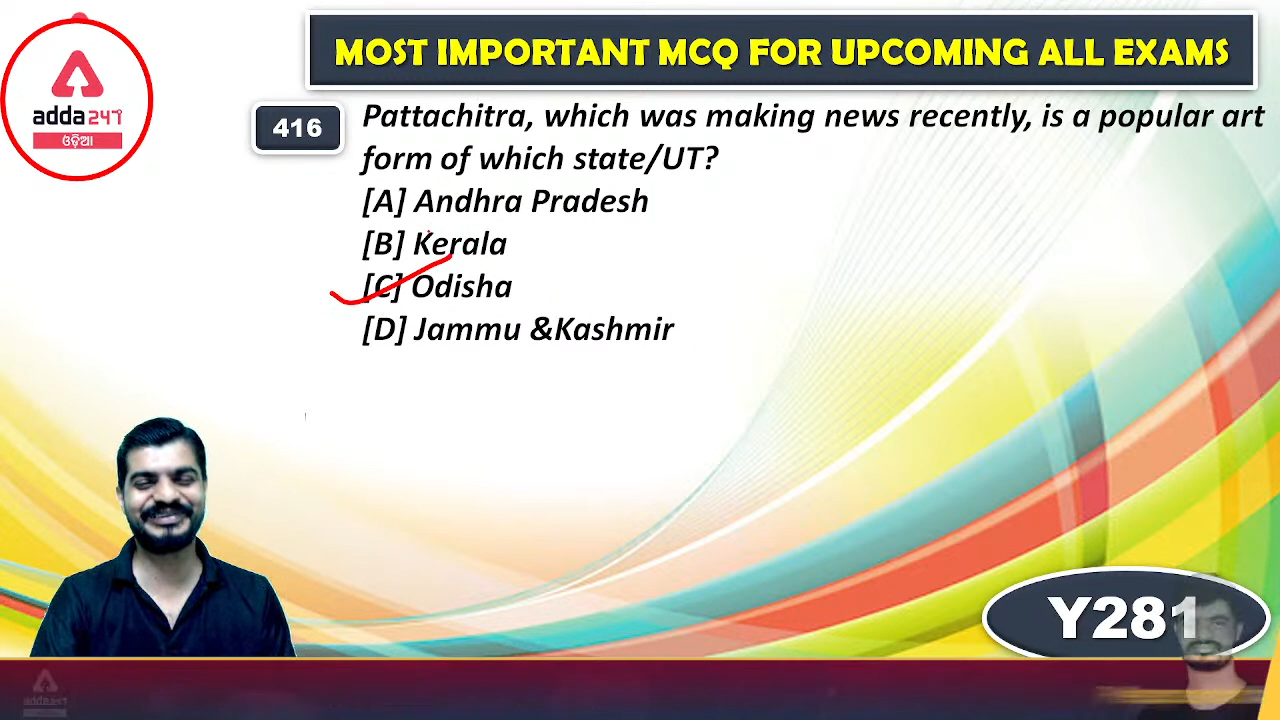 MOST IMPORTANT MCQ FOR UPCOMING ALL EXAMS
adda247
ଓଡ଼ିଆ
416
Pattachitra, which was making news recently, is a popular art
form of which state/UT?
[A] Andhra Pradesh
[B] Kerala
[C] Odisha
[D] Jammu &Kashmir
Y281
adda247